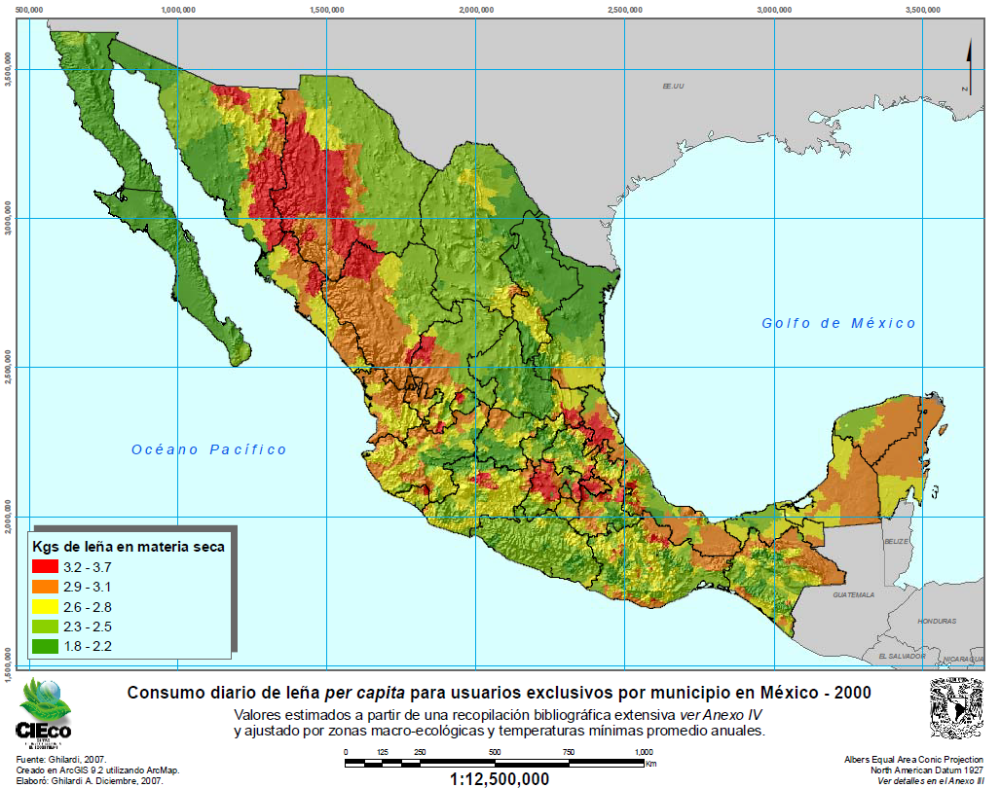 500,000 1,000,000 1,500,000 2,000,000 2,500,000 3,000,000 3,500,000
3,500,000
EE.UU
z
3,000,000
Golfo de México
2,500,000
Océano Pacífico
2,000,000
BELIZE
GUATEMALA
HONDURAS
EL SALVADOR
NICARAGUA
1,500,000
Kgs de leña en materia seca
3.2 - 3.7
2.9 - 3.1
2.6 - 2.8
2.3 - 2.5
1.8 - 2.2
Consumo diario de leña per capita para usuarios exclusivos por municipio en México - 2000
Valores estimados a partir de una recopilación bibliográfica extensiva ver Anexo IV
y ajustado por zonas macro-ecológicas y temperaturas mínimas promedio anuales.
CIEco
Fuente: Ghilardi, 2007.
Creado en ArcGIS 9.2 utilizando ArcMap.
Elaboró: Ghilardi A. Diciembre, 2007.
0 125 250 500 750 1,000
Km
1:12,500,000
Albers Equal Area Conic Projection
North American Datum 1927
Ver detalles en el Anexo III